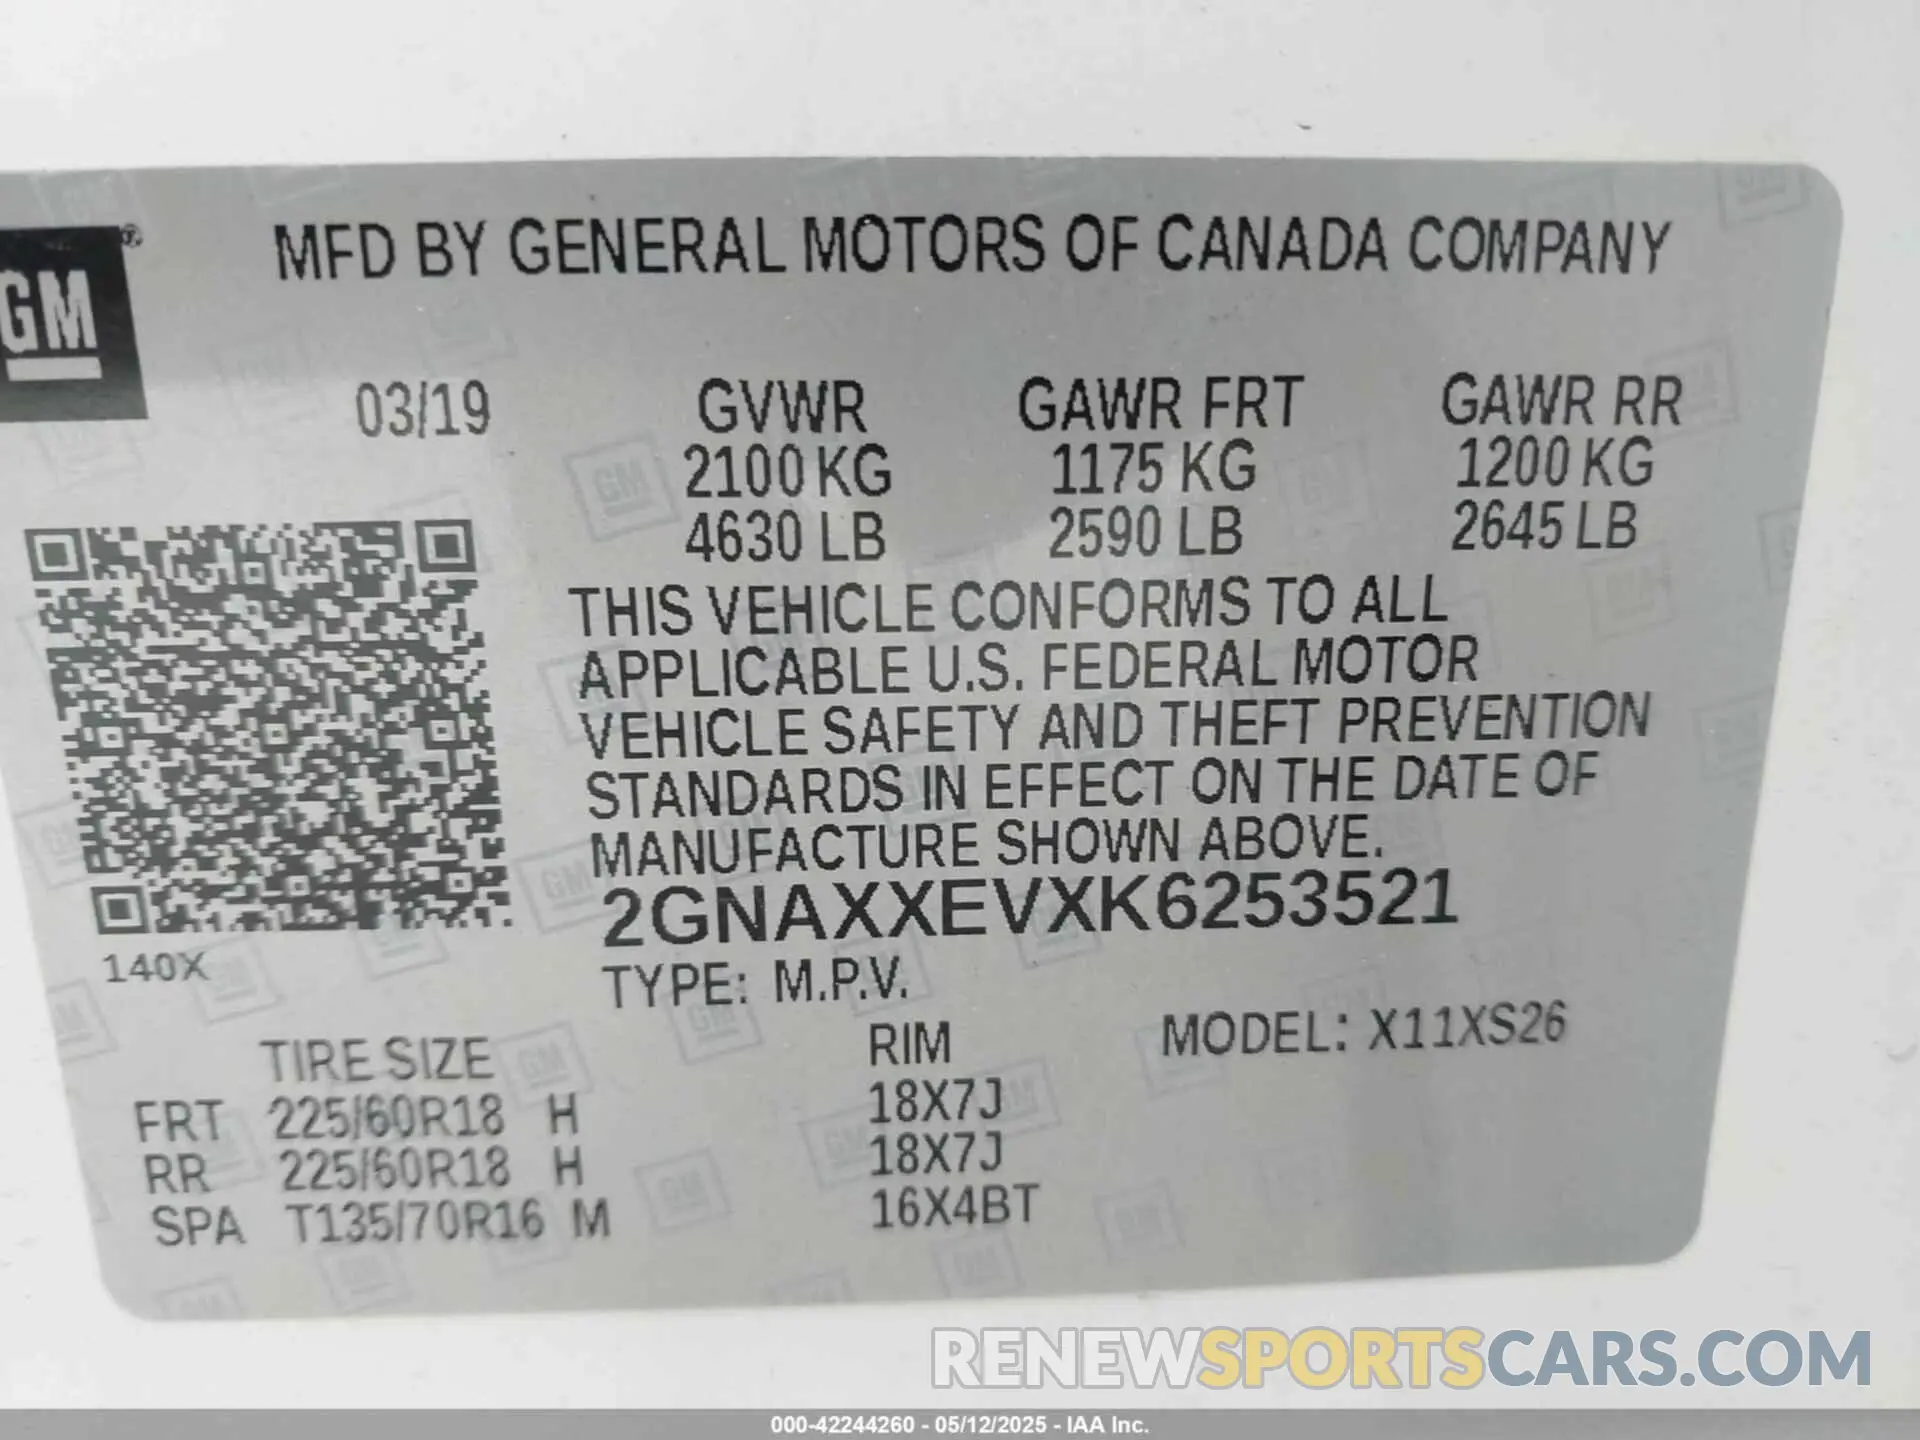 MFD BY GENERAL MOTORS OF CANADA COMPANY
GM
®
03/19 GVWR GAWR FRT GAWR RR
2100 KG 1175 KG 1200 KG
4630 LB 2590 LB 2645 LB
THIS VEHICLE CONFORMS TO ALL
APPLICABLE U.S. FEDERAL MOTOR
VEHICLE SAFETY AND THEFT PREVENTION
STANDARDS IN EFFECT ON THE DATE OF
MANUFACTURE SHOWN ABOVE.
2GNAXXEVXK6253521
140X
TYPE: M.P.V.
TIRE SIZE RIM MODEL: X11XS26
FRT 225/60R18 H 18X7J
RR 225/60R18 H 18X7J
SPA T135/70R16 M 16X4BT
RENEWSPORTSCARS.COM
000-42244260 - 05/12/2025 - IAA Inc.